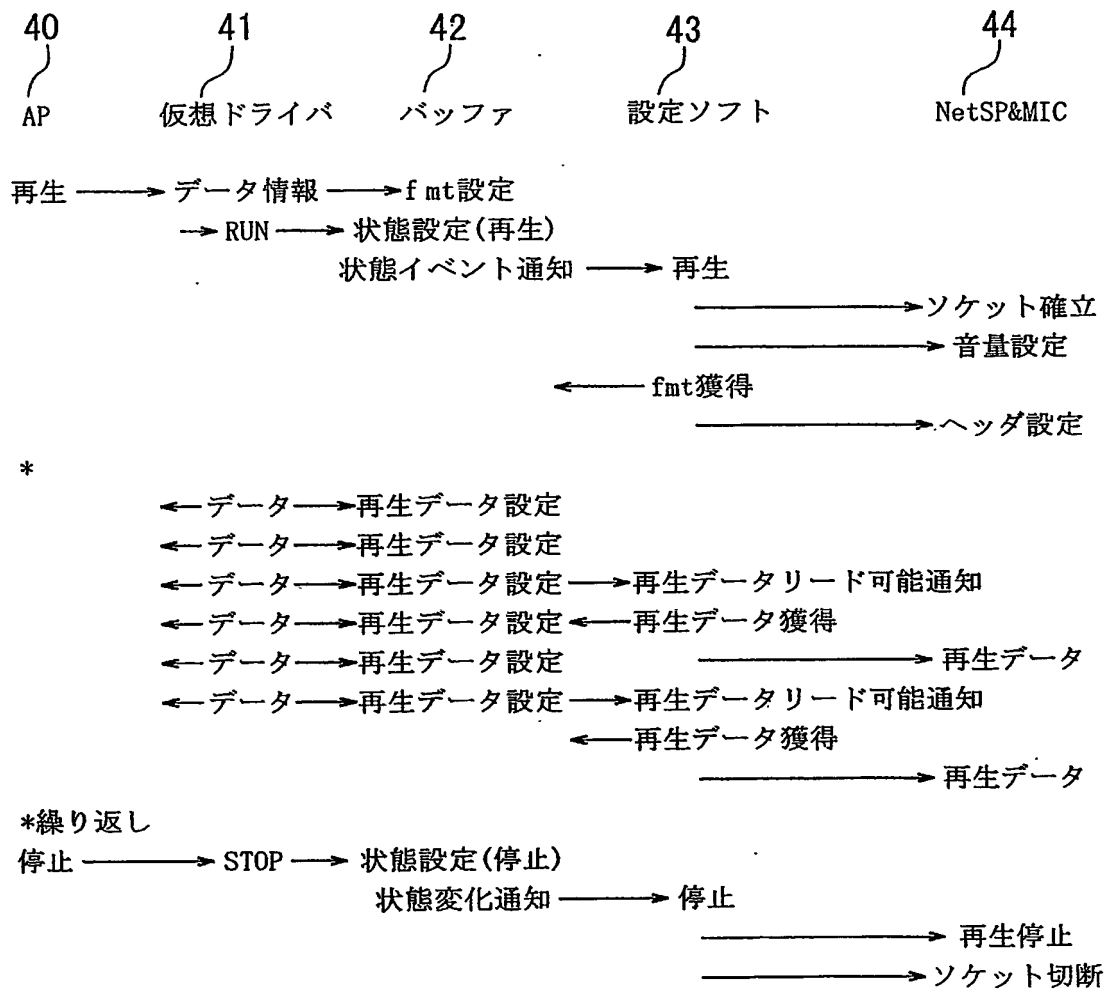 40 41 42 43 44
AP 仮想ドライバ バッファ 設定ソフト NetSP&MIC
再生 → データ情報 → fmt設定
→ RUN → 状態設定(再生)
状態イベント通知 → 再生
→ ソケット確立
→ 音量設定
← fmt獲得
→ ヘッダ設定
*
← データ → 再生データ設定
← データ → 再生データ設定
← データ → 再生データ設定 → 再生データリード可能通知
← データ → 再生データ設定 ← 再生データ獲得
← データ → 再生データ設定 → 再生データ
← データ → 再生データ設定 → 再生データリード可能通知
← 再生データ獲得
→ 再生データ
*繰り返し
停止 → STOP → 状態設定(停止)
状態変化通知 → 停止
→ 再生停止
→ ソケット切断